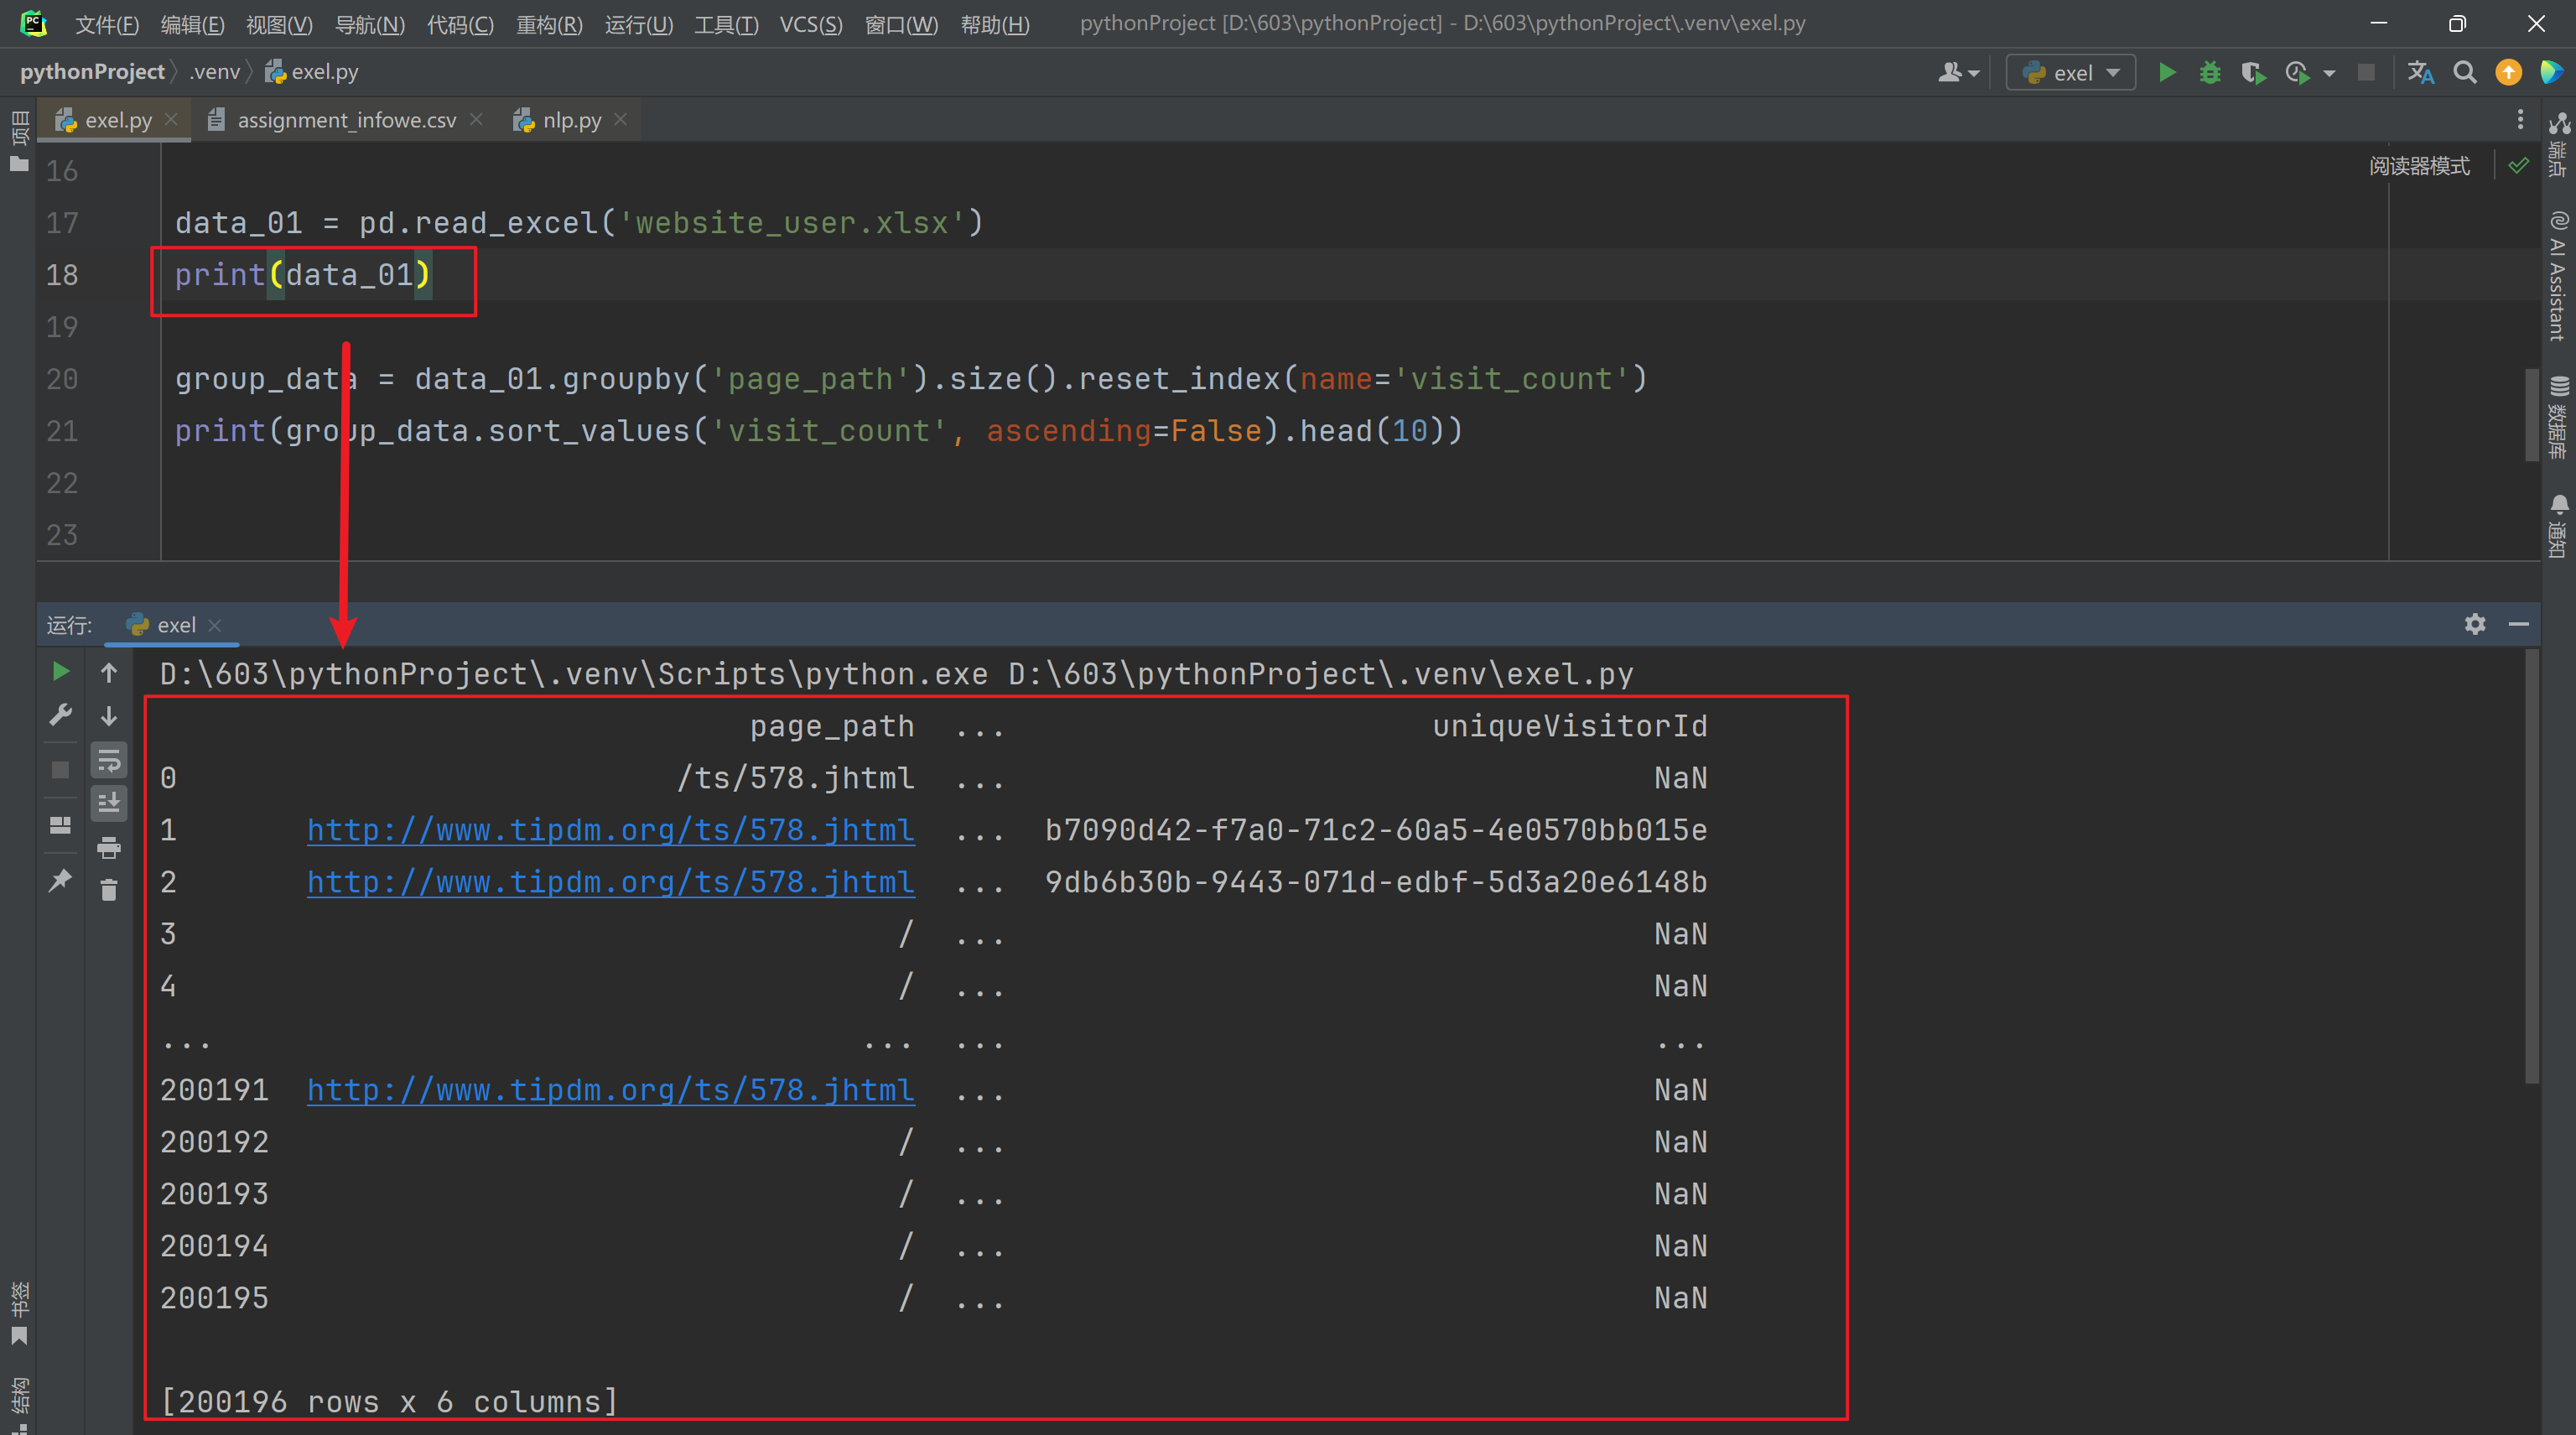 文件(F) 编辑(E) 视图(V) 导航(N) 代码(C) 重构(R) 运行(U) 工具(T) VCS(S) 窗口(W) 帮助(H) pythonProject [D:\603\pythonProject] - D:\603\pythonProject\.venv\exel.py
pythonProject .venv exel.py
exel
项目
exel.py assignment_infowe.csv nlp.py
阅读器模式
端点
AI Assistant
数据库
通知
16
17 data_01 = pd.read_excel('website_user.xlsx')
18 print(data_01)
19
20 group_data = data_01.groupby('page_path').size().reset_index(name='visit_count')
21 print(group_data.sort_values('visit_count', ascending=False).head(10))
22
23
运行: exel
D:\603\pythonProject\.venv\Scripts\python.exe D:\603\pythonProject\.venv\exel.py
page_path ... uniqueVisitorId
0 /ts/578.jhtml ... NaN
1 http://www.tipdm.org/ts/578.jhtml ... b7090d42-f7a0-71c2-60a5-4e0570bb015e
2 http://www.tipdm.org/ts/578.jhtml ... 9db6b30b-9443-071d-edbf-5d3a20e6148b
3 / ... NaN
4 / ... NaN
... ... ... ...
200191 http://www.tipdm.org/ts/578.jhtml ... NaN
200192 / ... NaN
200193 / ... NaN
200194 / ... NaN
200195 / ... NaN
[200196 rows x 6 columns]
书签
结构